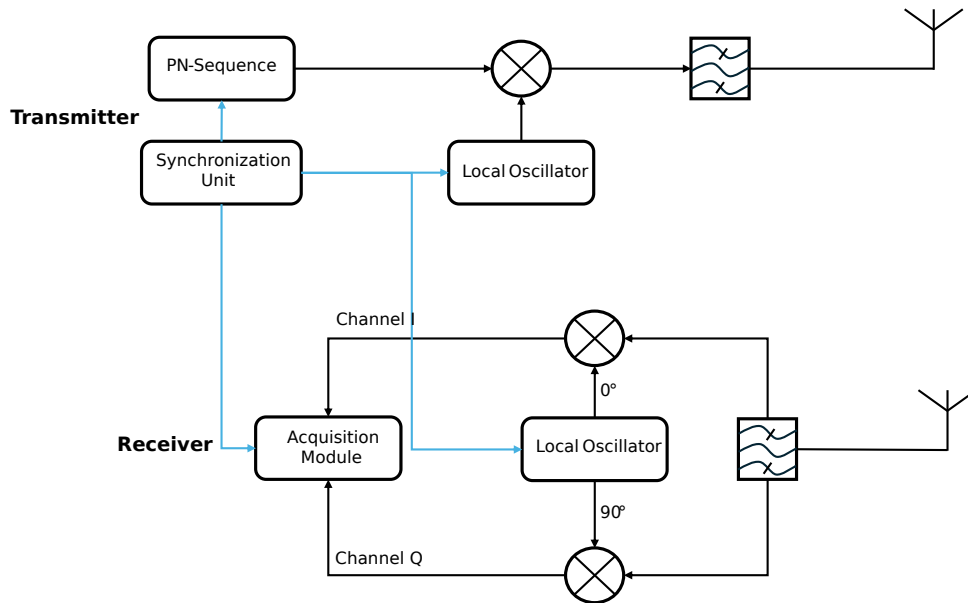 PN-Sequence
Transmitter
Synchronization
Unit
Local Oscillator
Channel I
0°
Receiver
Acquisition
Module
Local Oscillator
90°
Channel Q